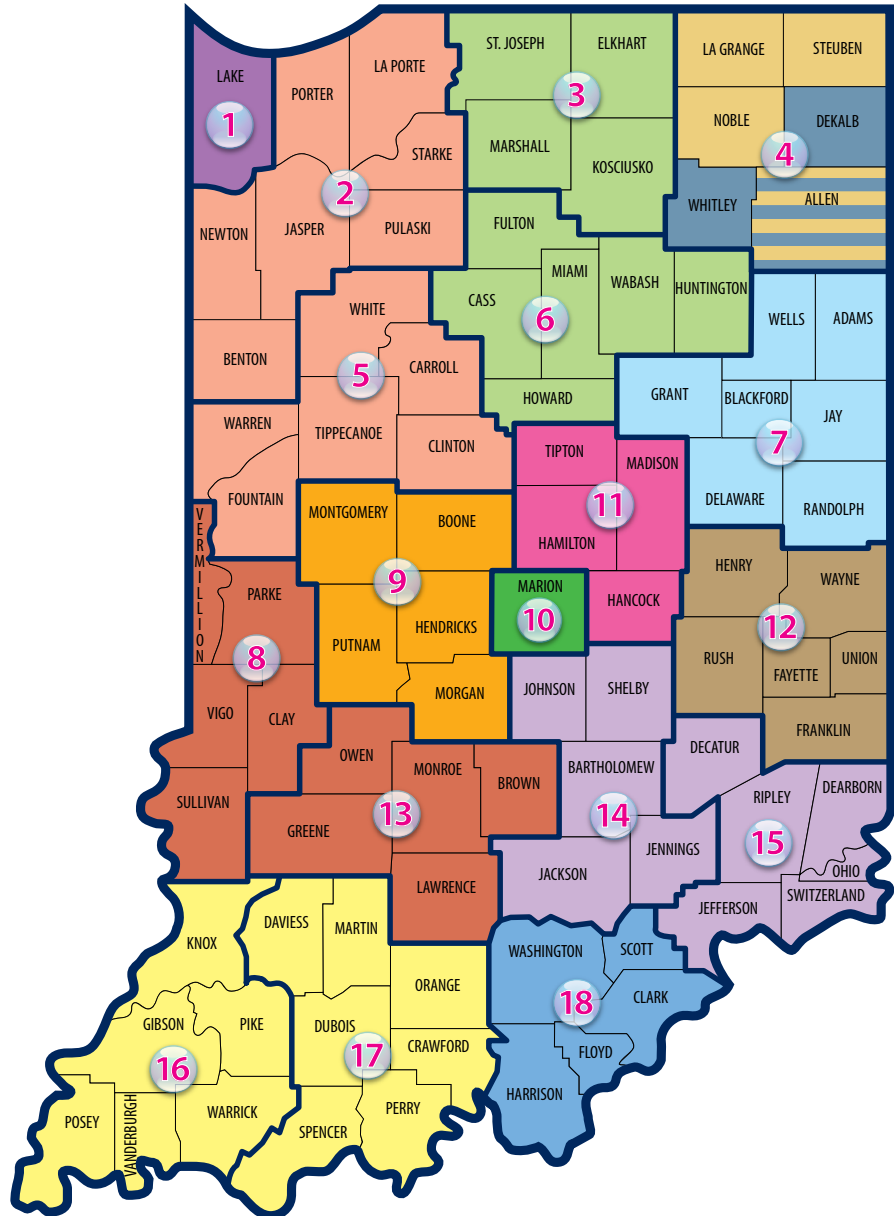 ST. JOSEPH
ELKHART
LA GRANGE
STEUBEN
LAKE
LA PORTE
PORTER
3
1
NOBLE
DEKALB
MARSHALL
STARKE
4
KOSCIUSKO
2
WHITLEY
ALLEN
NEWTON
JASPER
PULASKI
FULTON
MIAMI
WABASH
HUNTINGTON
WHITE
CASS
6
WELLS
ADAMS
BENTON
5
CARROLL
HOWARD
GRANT
BLACKFORD
JAY
WARREN
TIPPECANOE
CLINTON
TIPTON
MADISON
7
FOUNTAIN
MONTGOMERY
BOONE
11
DELAWARE
RANDOLPH
VERMILLION
HAMILTON
HENRY
WAYNE
9
MARION
PARKE
10
HANCOCK
HENDRICKS
12
8
PUTNAM
RUSH
FAYETTE
UNION
MORGAN
JOHNSON
SHELBY
VIGO
CLAY
FRANKLIN
OWEN
DECATUR
MONROE
BARTHOLOMEW
BROWN
RIPLEY
DEARBORN
SULLIVAN
13
14
GREENE
15
JENNINGS
JACKSON
OHIO
LAWRENCE
SWITZERLAND
JEFFERSON
DAVIESS
MARTIN
KNOX
WASHINGTON
SCOTT
ORANGE
18
CLARK
GIBSON
PIKE
DUBOIS
17
CRAWFORD
FLOYD
16
HARRISON
POSEY
VANDERBURGH
WARRICK
PERRY
SPENCER